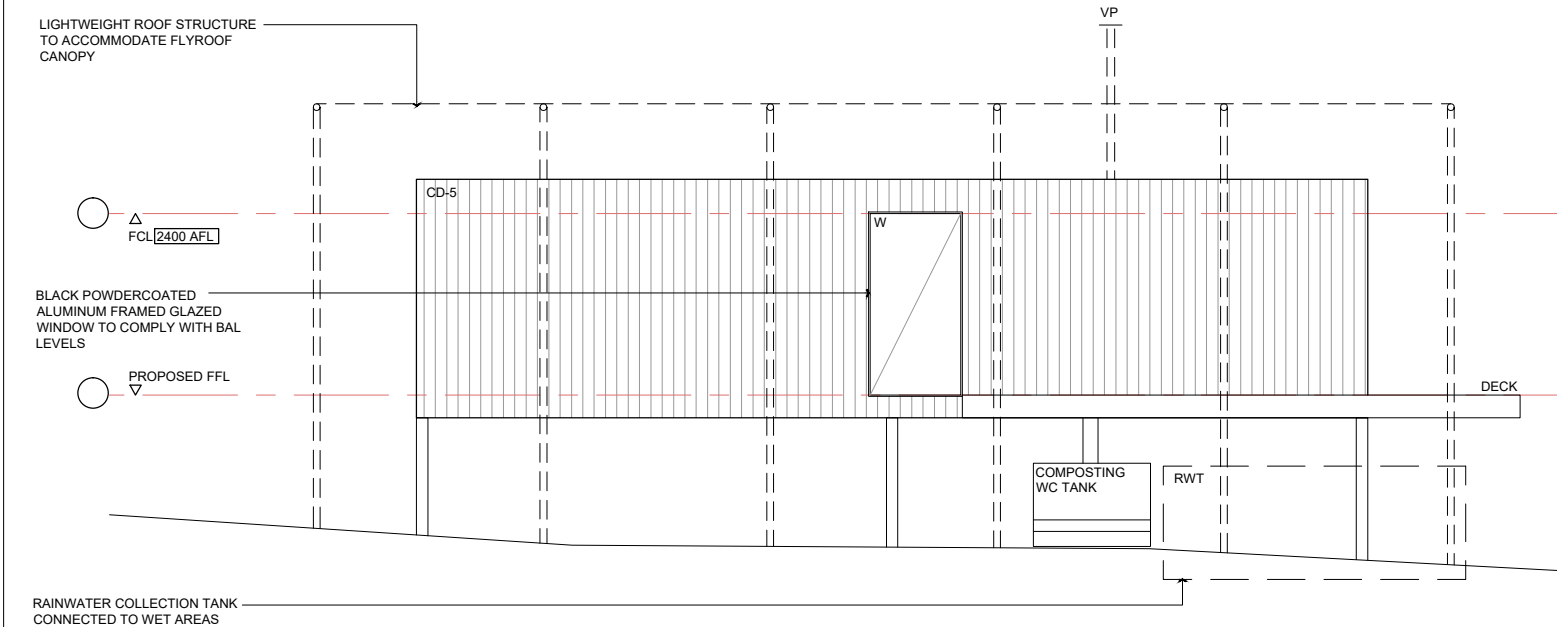 LIGHTWEIGHT ROOF STRUCTURE
TO ACCOMMODATE FLYROOF
CANOPY
VP
CD-5
W
FCL 2400 AFL
BLACK POWDERCOATED
ALUMINUM FRAMED GLAZED
WINDOW TO COMPLY WITH BAL
LEVELS
PROPOSED FFL
DECK
COMPOSTING
WC TANK
RWT
RAINWATER COLLECTION TANK
CONNECTED TO WET AREAS